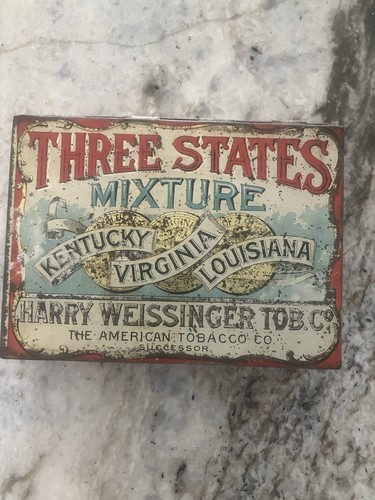 THREE STATES
MIXTURE
KENTUCKY
VIRGINIA
LOUISIANA
HARRY WEISSINGER TOB. Co.
THE AMERICAN TOBACCO CO.
SUCCESSOR